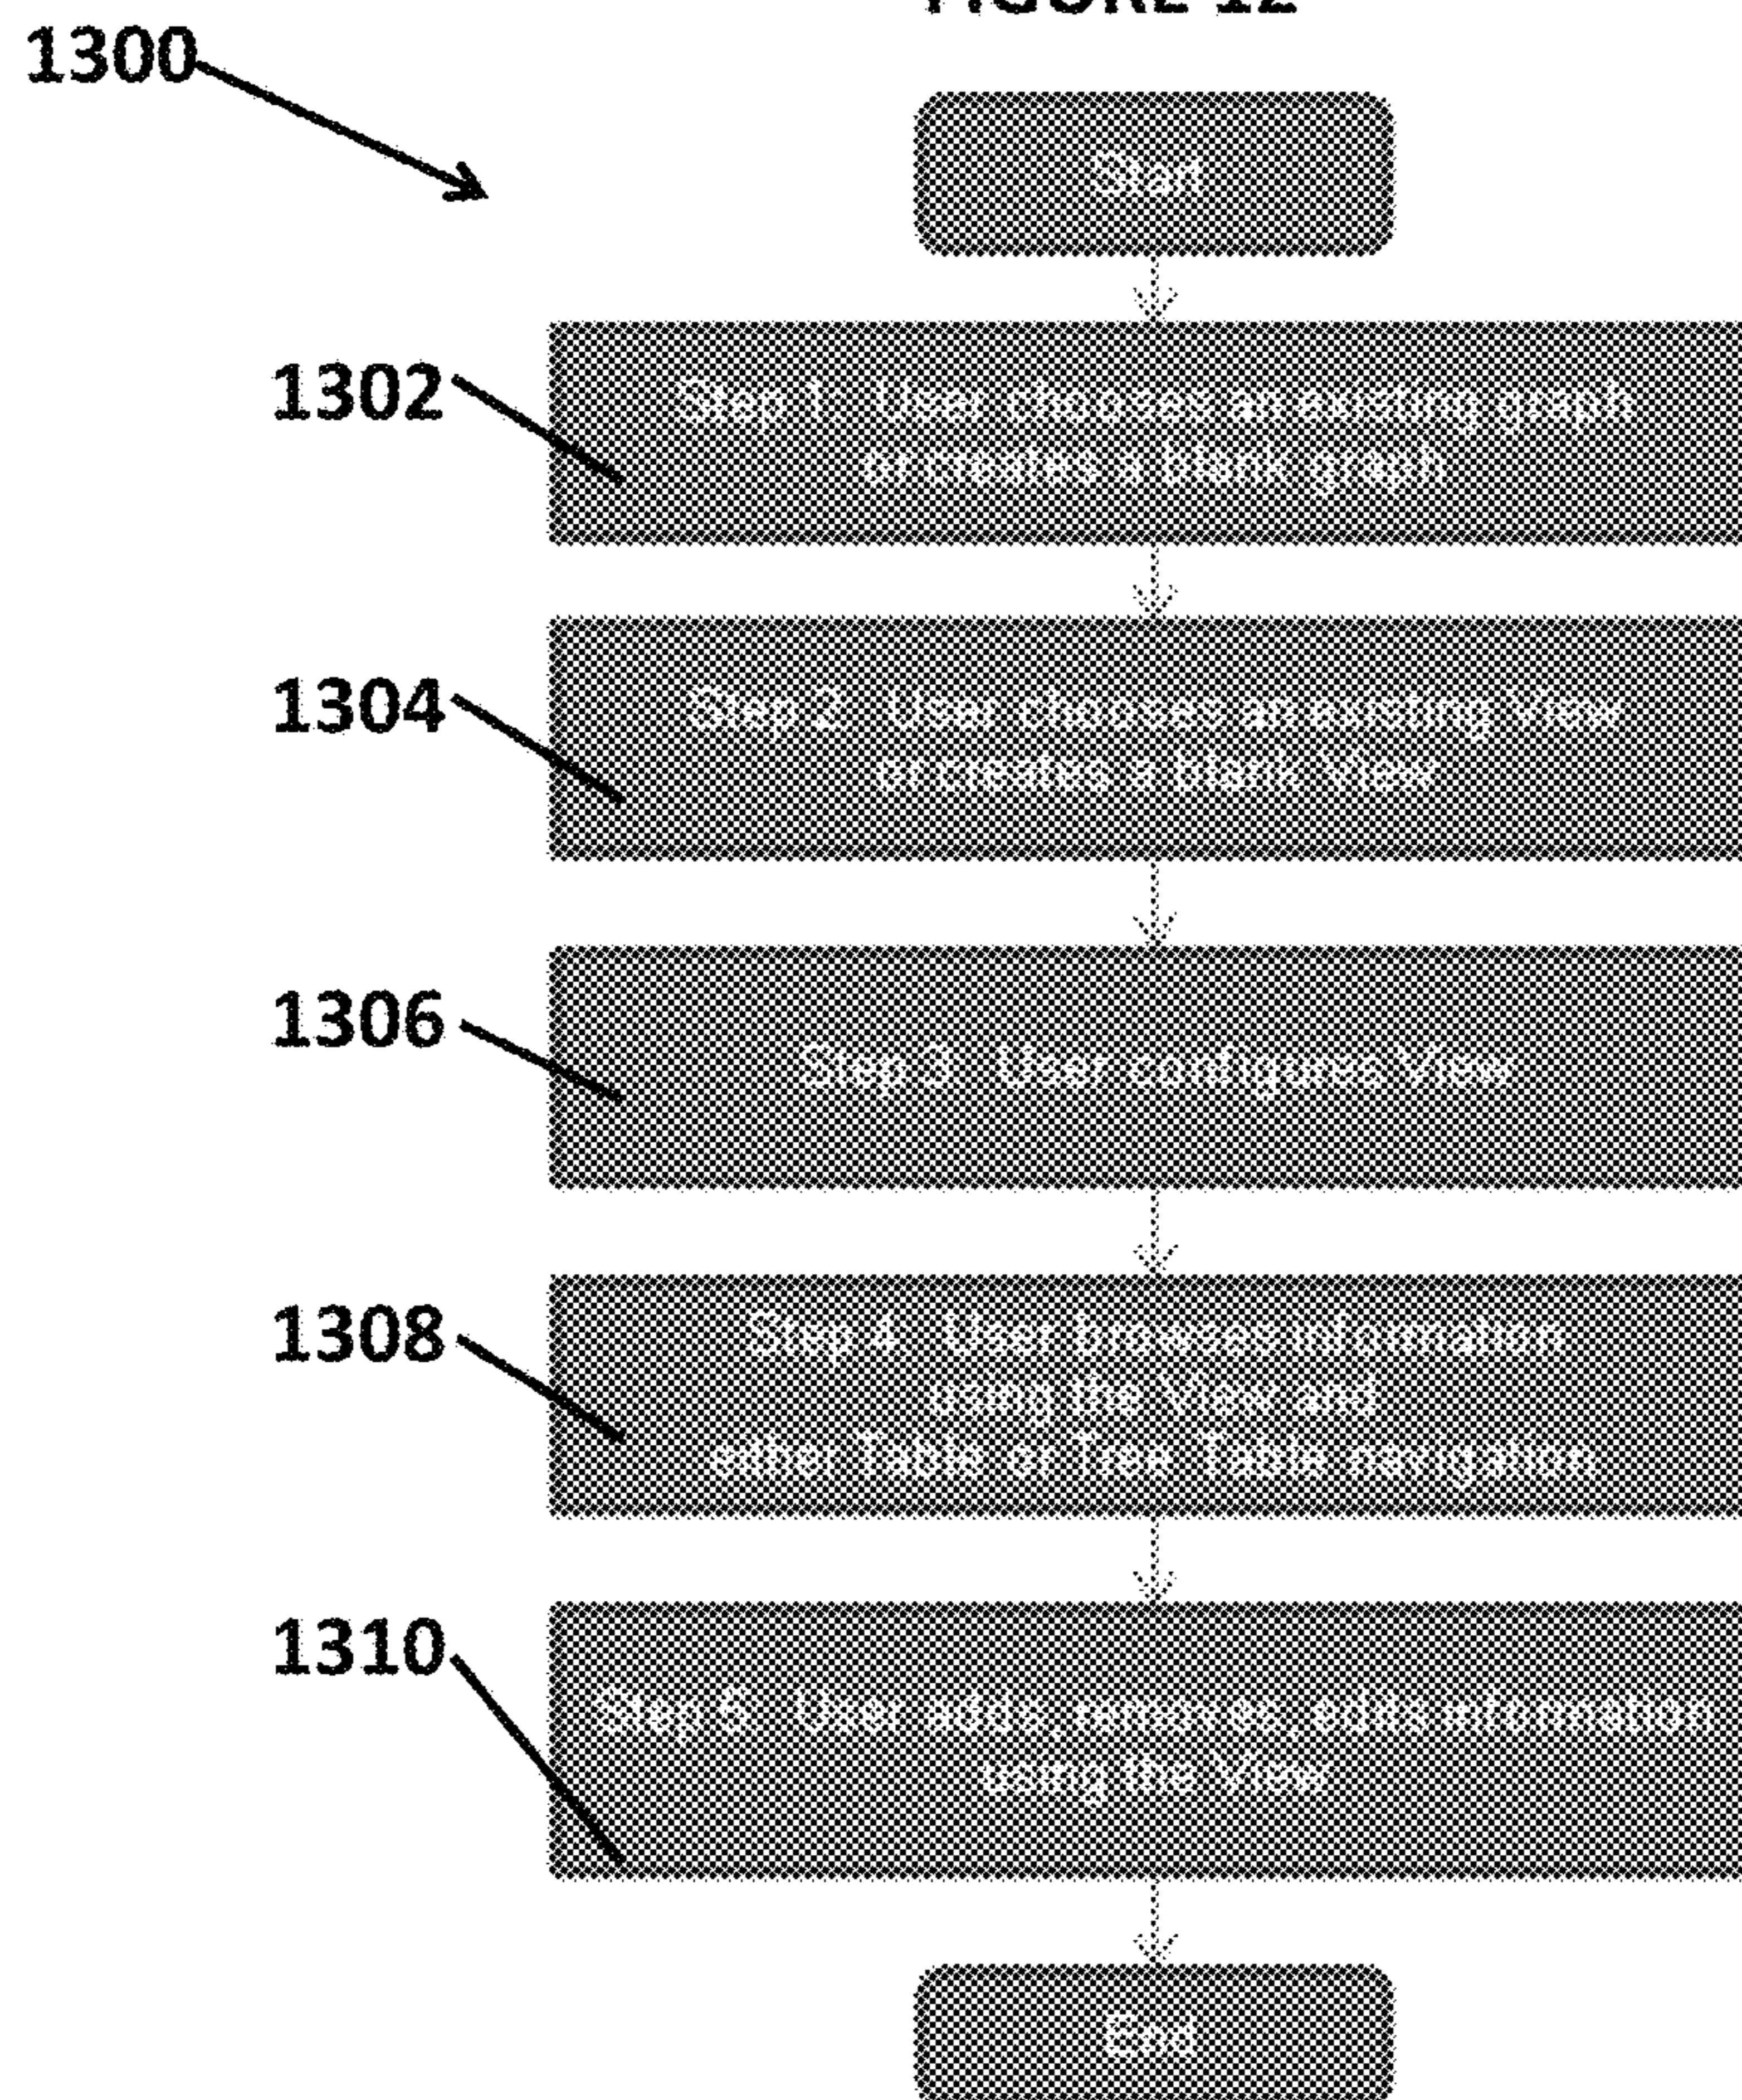 FIGURE 12
1300
Start
1302
Step 1: User chooses an existing graph
or creates a blank graph
1304
Step 2: User chooses an existing View
or creates a blank View
1306
Step 3: User configures View
1308
Step 4: User browses information
using the View and
either Table or Tree Table navigation
1310
Step User adds, removes, edits information
using the View
End